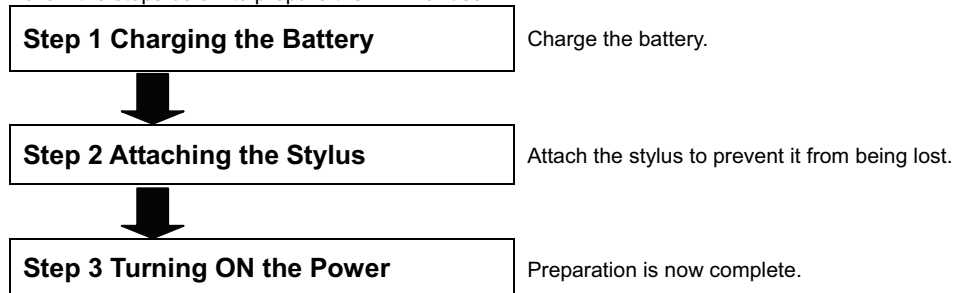 Step 1 Charging the Battery
Charge the battery.
Step 2 Attaching the Stylus
Attach the stylus to prevent it from being lost.
Step 3 Turning ON the Power
Preparation is now complete.